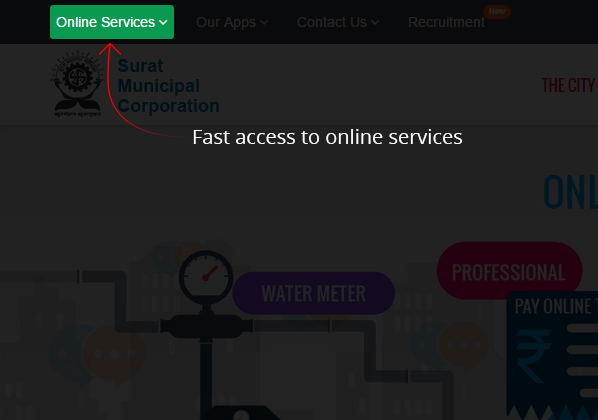 Online Services
Our Apps
Contact Us
Recruitment
New
Surat
Municipal
Corporation
THE CITY
Fast access to online services
ONL
WATER METER
PROFESSIONAL
PAY ONLINE T
₹